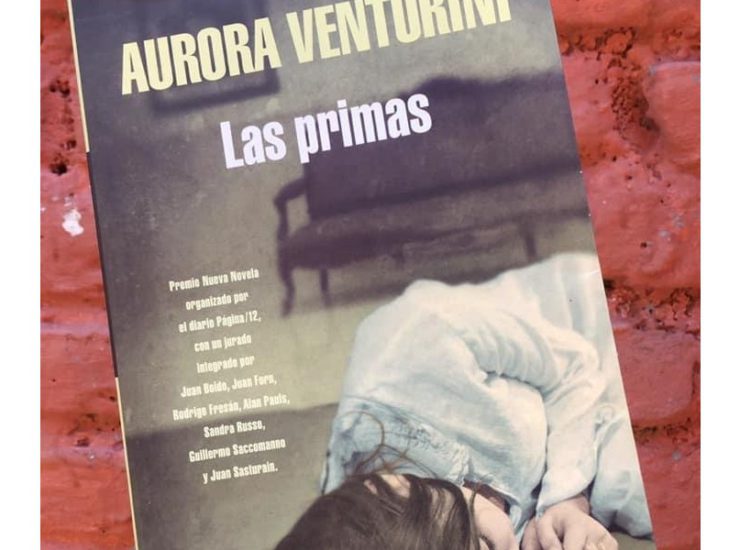 AURORA VENTURINI
Las primas
Premio Nueva Novela
organizado por
el diario Página/12,
con un jurado
integrado por
Juan Boido, Juan Forn,
Rodrigo Fresán, Alan Pauls,
Sandra Russo,
Guillermo Saccomanno
y Juan Sasturain.